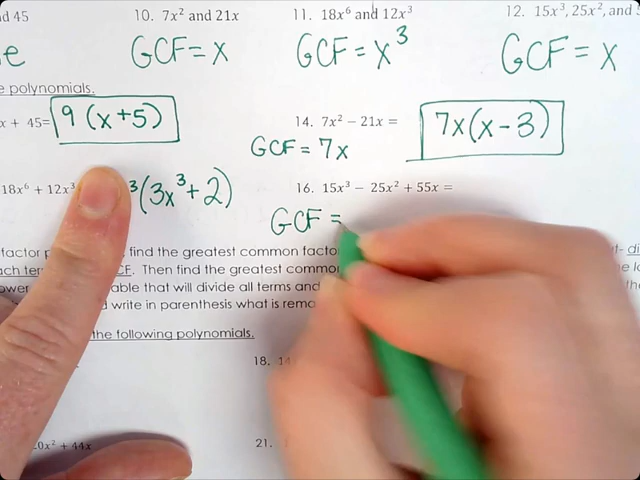 d 45 10. 7x² and 21x 11. 18x⁶ and 12x³ 12. 15x³, 25x², and
e GCF = x GCF = x³ GCF = x
e polynomials.
x + 45= 9(x+5) 14. 7x² − 21x = 7x(x−3)
GCF = 7x
18x⁶ + 12x³ ³(3x³+2) 16. 15x³ − 25x² + 55x =
GCF =
factor find the greatest common facto
ach ter CF. Then find the greatest commo
ower able that will divide all terms and
write in parenthesis what is rema
the following polynomials.
18.
0x² + 44x 21.